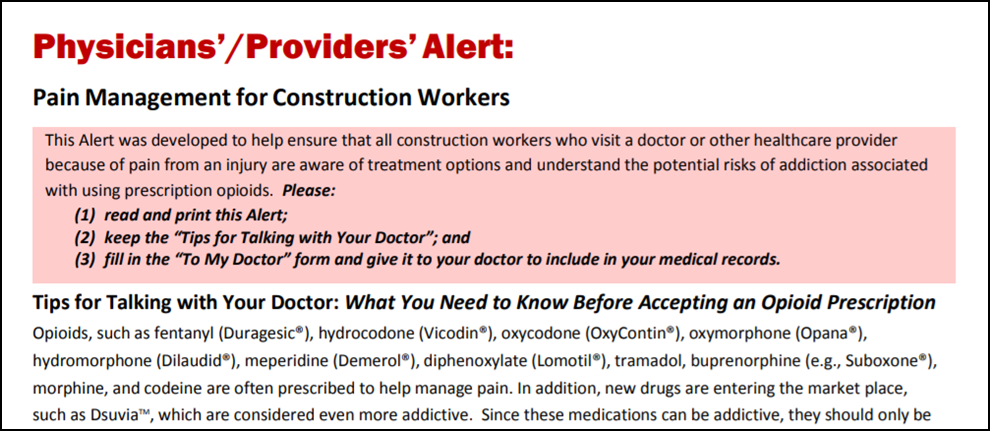 Physicians’/Providers’ Alert:
Pain Management for Construction Workers
This Alert was developed to help ensure that all construction workers who visit a doctor or other healthcare provider
because of pain from an injury are aware of treatment options and understand the potential risks of addiction associated
with using prescription opioids.  Please:
(1)  read and print this Alert;
(2)  keep the “Tips for Talking with Your Doctor”; and
(3)  fill in the “To My Doctor” form and give it to your doctor to include in your medical records.
Tips for Talking with Your Doctor: What You Need to Know Before Accepting an Opioid Prescription
Opioids, such as fentanyl (Duragesic®), hydrocodone (Vicodin®), oxycodone (OxyContin®), oxymorphone (Opana®),
hydromorphone (Dilaudid®), meperidine (Demerol®), diphenoxylate (Lomotil®), tramadol, buprenorphine (e.g., Suboxone®),
morphine, and codeine are often prescribed to help manage pain. In addition, new drugs are entering the market place,
such as Dsuvia™, which are considered even more addictive.  Since these medications can be addictive, they should only be